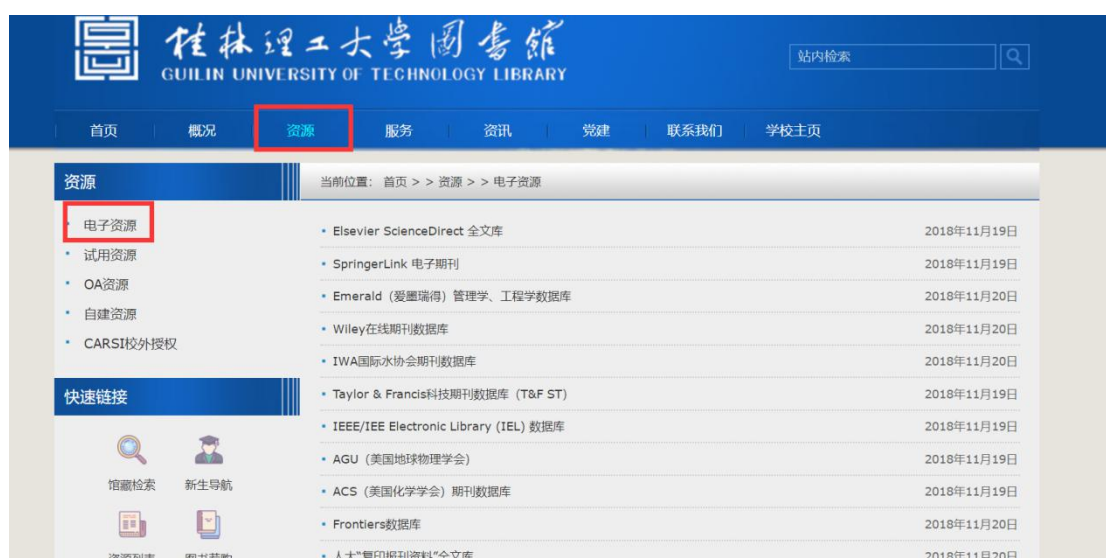 桂林理工大学图书馆
GUILIN UNIVERSITY OF TECHNOLOGY LIBRARY
站内检索
首页 概况 资源 服务 资讯 党建 联系我们 学校主页
资源
当前位置: 首页 > > 资源 > > 电子资源
电子资源
试用资源
OA资源
自建资源
CARSI校外授权
快速链接
馆藏检索 新生导航
Elsevier ScienceDirect 全文库 2018年11月19日
SpringerLink 电子期刊 2018年11月19日
Emerald (爱墨瑞得) 管理学、工程学数据库 2018年11月20日
Wiley在线期刊数据库 2018年11月20日
IWA国际水协会期刊数据库 2018年11月20日
Taylor & Francis科技期刊数据库 (T&F ST) 2018年11月19日
IEEE/IEE Electronic Library (IEL) 数据库 2018年11月19日
AGU (美国地球物理学会) 2018年11月19日
ACS (美国化学学会) 期刊数据库 2018年11月19日
Frontiers数据库 2018年11月20日
人大"复印报刊资料"全文库 2018年11月20日